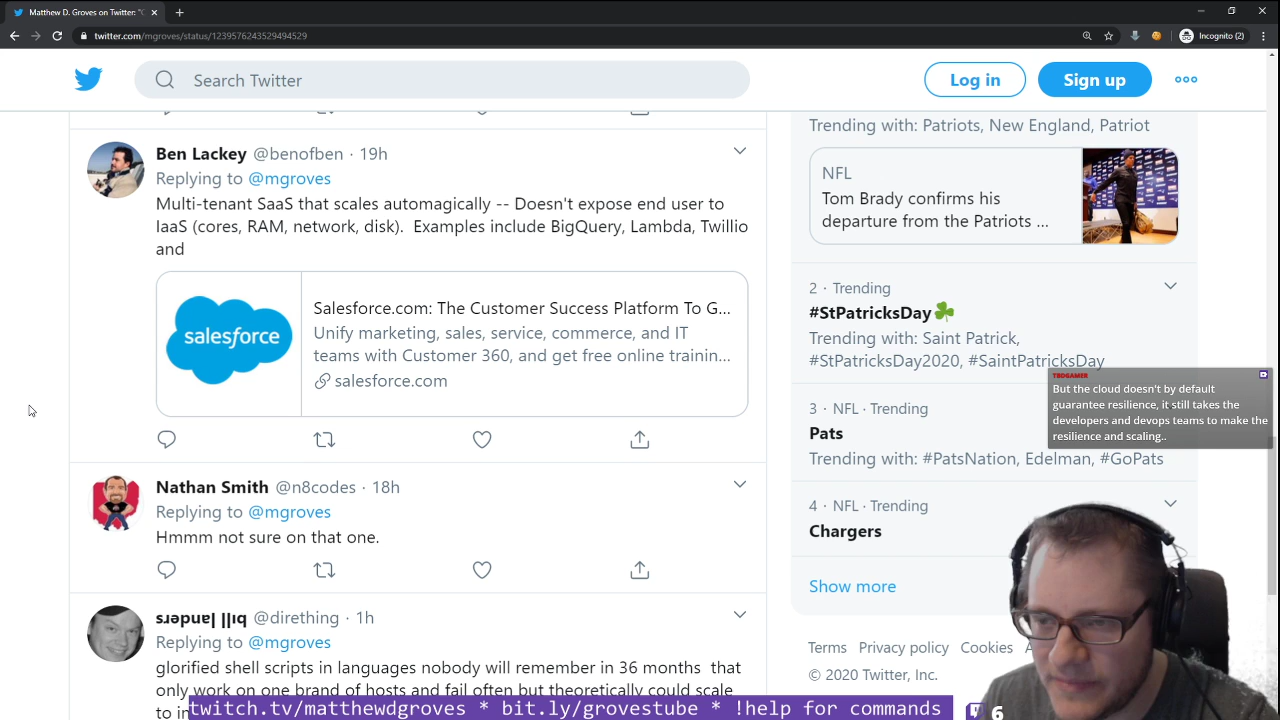 Matthew D. Groves on Twitter: "C
twitter.com/mgroves/status/1239576243529494529
Incognito (2)
Search Twitter
Log in
Sign up
Ben Lackey @benofben · 19h
Replying to @mgroves
Multi-tenant SaaS that scales automagically -- Doesn't expose end user to
IaaS (cores, RAM, network, disk). Examples include BigQuery, Lambda, Twillio
and
salesforce
Salesforce.com: The Customer Success Platform To G...
Unify marketing, sales, service, commerce, and IT
teams with Customer 360, and get free online trainin...
salesforce.com
Nathan Smith @n8codes · 18h
Replying to @mgroves
Hmmm not sure on that one.
sɹǝpuɐʃ ʃʃıq @dirething · 1h
Replying to @mgroves
glorified shell scripts in languages nobody will remember in 36 months that
only work on one brand of hosts and fail often but theoretically could scale
to in
Trending with: Patriots, New England, Patriot
NFL
Tom Brady confirms his
departure from the Patriots ...
2 · Trending
#StPatricksDay
Trending with: Saint Patrick,
#StPatricksDay2020, #SaintPatricksDay
3 · NFL · Trending
Pats
Trending with: #PatsNation, Edelman, #GoPats
4 · NFL · Trending
Chargers
Show more
Terms Privacy policy Cookies
© 2020 Twitter, Inc.
TBDGAMER
But the cloud doesn't by default
guarantee resilience, it still takes the
developers and devops teams to make the
resilience and scaling..
twitch.tv/matthewdgroves * bit.ly/grovestube * !help for commands
6